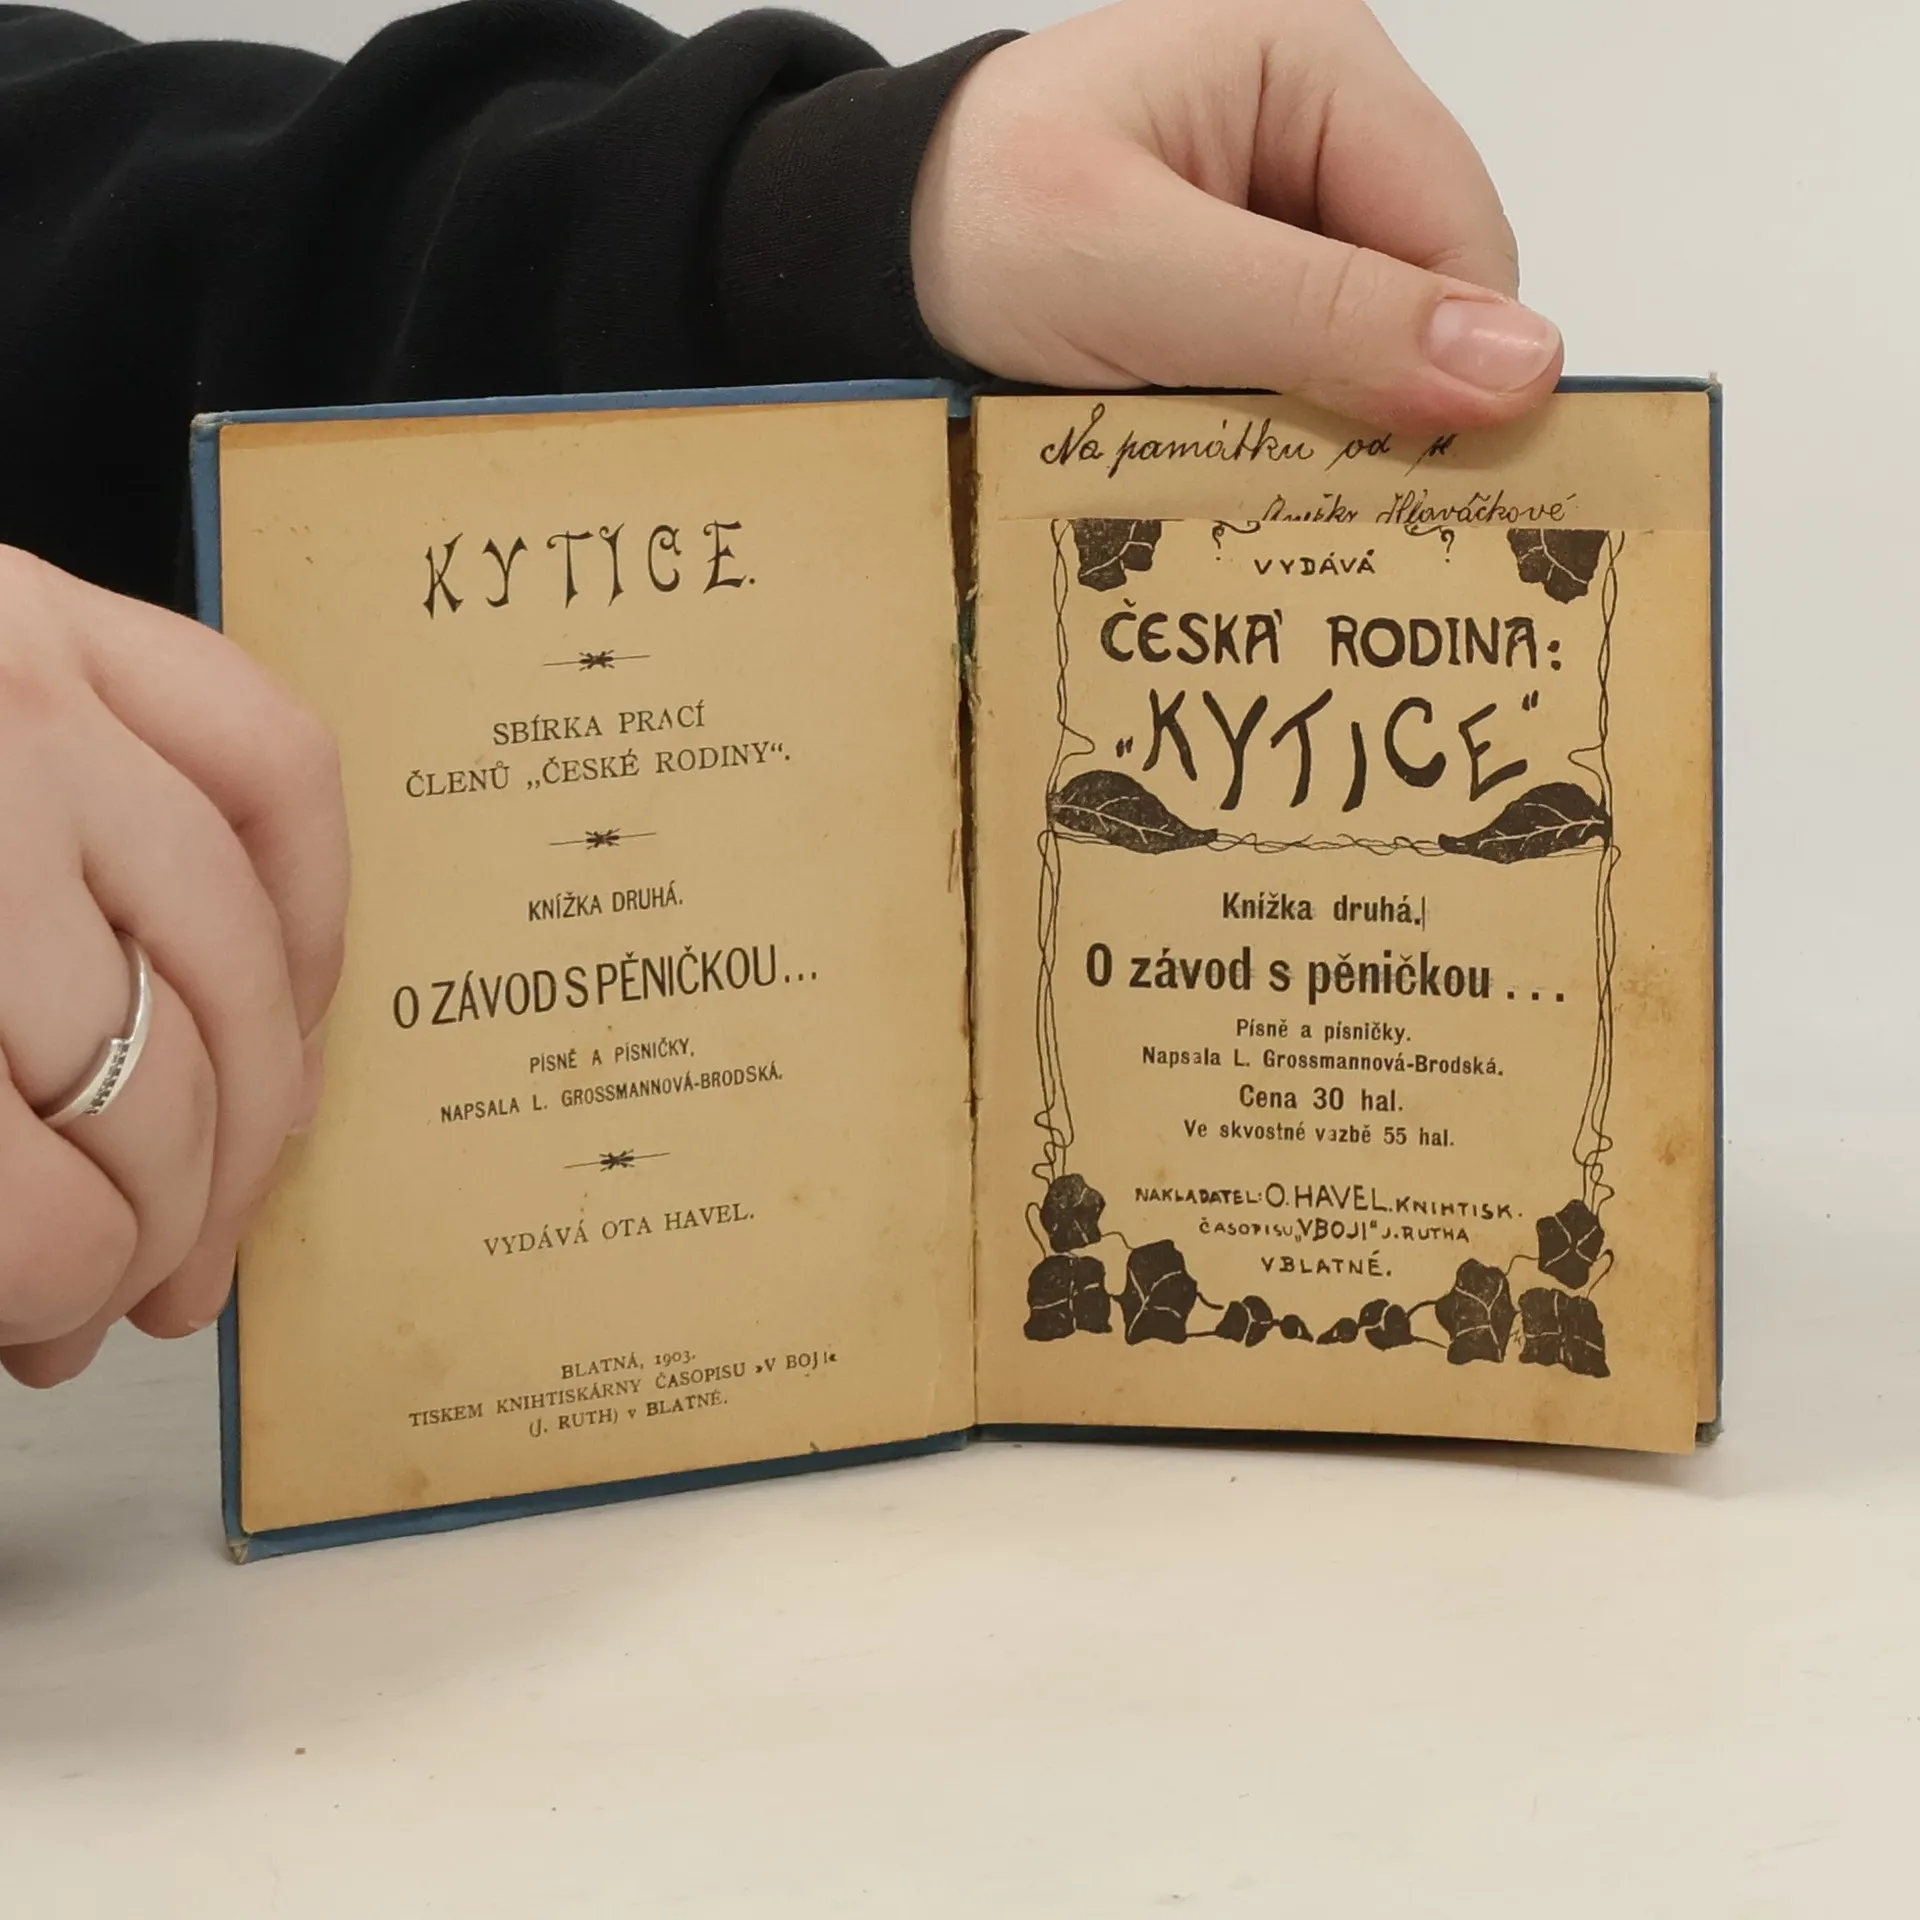 KYTICE.
SBÍRKA PRACÍ
ČLENŮ „ČESKÉ RODINY“.
KNÍŽKA DRUHÁ.
O ZÁVOD S PĚNIČKOU...
PÍSNĚ A PÍSNIČKY,
NAPSALA L. GROSSMANNOVÁ-BRODSKÁ.
VYDÁVÁ OTA HAVEL.
BLATNÁ, 1903.
TISKEM KNIHTISKÁRNY ČASOPISU »V BOJI«
(J. RUTH) v BLATNÉ.
Na památku od
Hlaváčkové
VYDÁVÁ
ČESKÁ RODINA:
"KYTICE"
Knížka druhá.
O závod s pěničkou ...
Písně a písničky.
Napsala L. Grossmannová-Brodská.
Cena 30 hal.
Ve skvostné vazbě 55 hal.
NAKLADATEL: O. HAVEL. KNIHTISK.
ČASOPISU „VBOJI" J. RUTHA
V BLATNÉ.